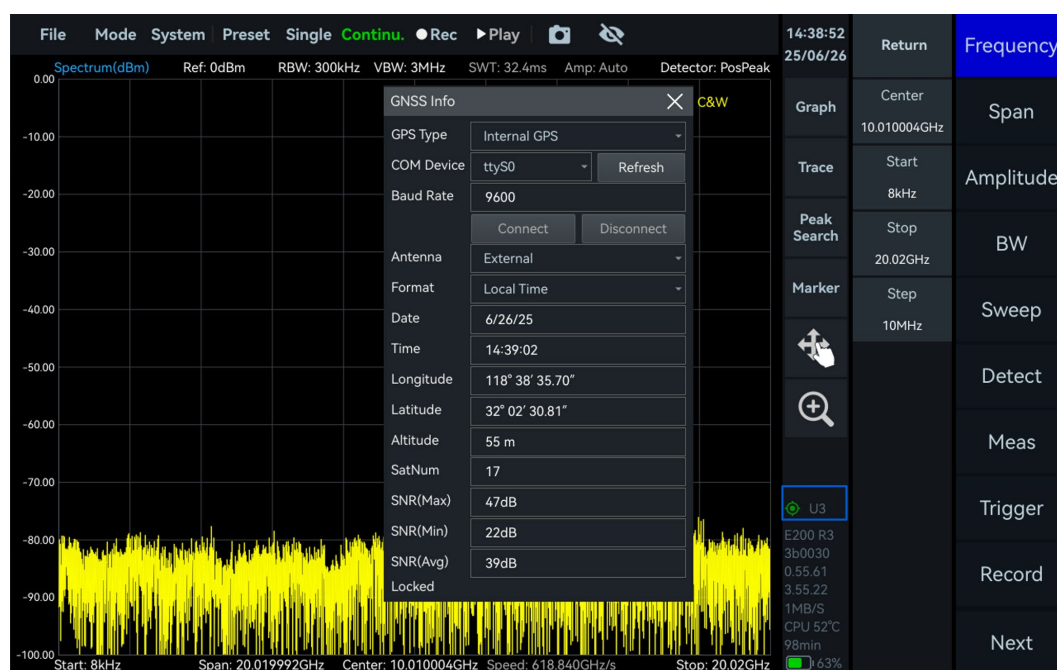 File Mode System Preset Single Continu. Rec Play
14:38:52
25/06/26
Spectrum(dBm) Ref: 0dBm RBW: 300kHz VBW: 3MHz SWT: 32.4ms Amp: Auto Detector: PosPeak
0.00
-10.00
-20.00
-30.00
-40.00
-50.00
-60.00
-70.00
-80.00
-90.00
-100.00
C&W
GNSS Info
GPS Type Internal GPS
COM Device ttyS0 Refresh
Baud Rate 9600
Connect Disconnect
Antenna External
Format Local Time
Date 6/26/25
Time 14:39:02
Longitude 118° 38′ 35.70″
Latitude 32° 02′ 30.81″
Altitude 55 m
SatNum 17
SNR(Max) 47dB
SNR(Min) 22dB
SNR(Avg) 39dB
Locked
Start: 8kHz Span: 20.019992GHz Center: 10.010004GHz Speed: 618.840GHz/s Stop: 20.02GHz
Graph
Trace
Peak
Search
Marker
U3
E200 R3
3b0030
0.55.61
3.55.22
1MB/S
CPU 52℃
98min
63%
Return
Center
10.010004GHz
Start
8kHz
Stop
20.02GHz
Step
10MHz
Frequency
Span
Amplitude
BW
Sweep
Detect
Meas
Trigger
Record
Next